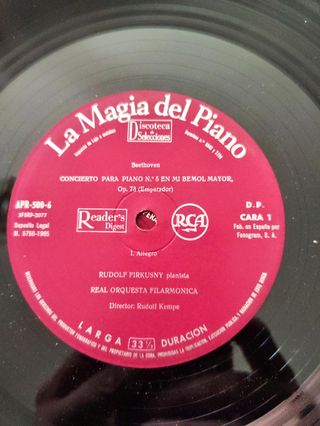 La Magia del Piano
Discoteca
de
Selecciones
Beethoven
CONCIERTO PARA PIANO N.º 5 EN MI BEMOL MAYOR,
Op. 73 (Emperador)
APR-500-6
Deposito Legal
Reader's
Digest
RCA
D.P.
CARA 1
Fab. en España por
Fonogram, S. A.
I. Allegro
RUDOLF FIRKUSNY pianista
REAL ORQUESTA FILARMONICA
Director: Rudolf Kempe
LARGA 33⅓ DURACION